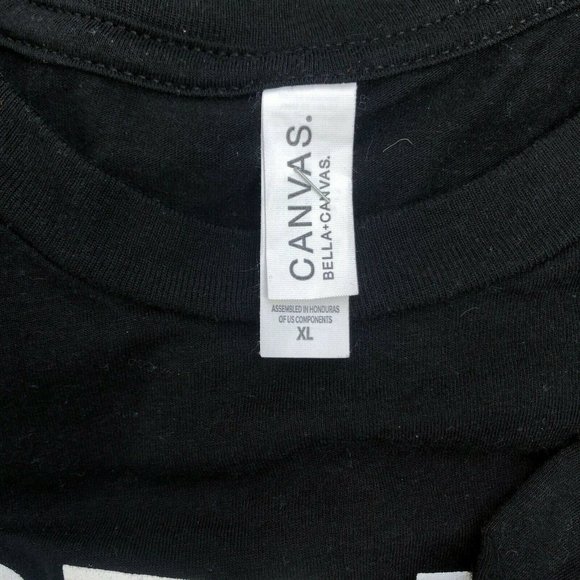 CANVAS.
BELLA+CANVAS.
ASSEMBLED IN HONDURAS
OF US COMPONENTS
XL